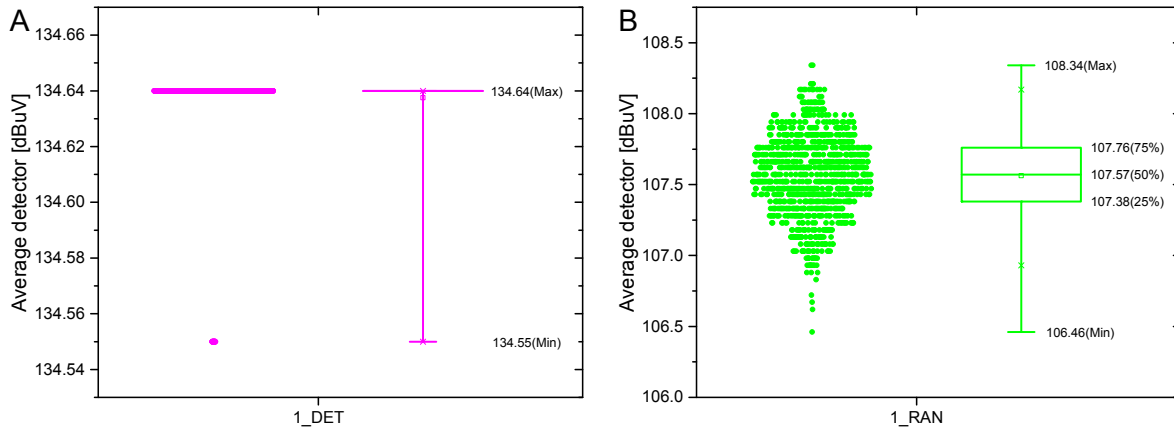 A
Average detector [dBuV]
134.66
134.64
134.62
134.60
134.58
134.56
134.54
134.64(Max)
134.55(Min)
1_DET
B
Average detector [dBuV]
108.5
108.0
107.5
107.0
106.5
106.0
108.34(Max)
107.76(75%)
107.57(50%)
107.38(25%)
106.46(Min)
1_RAN